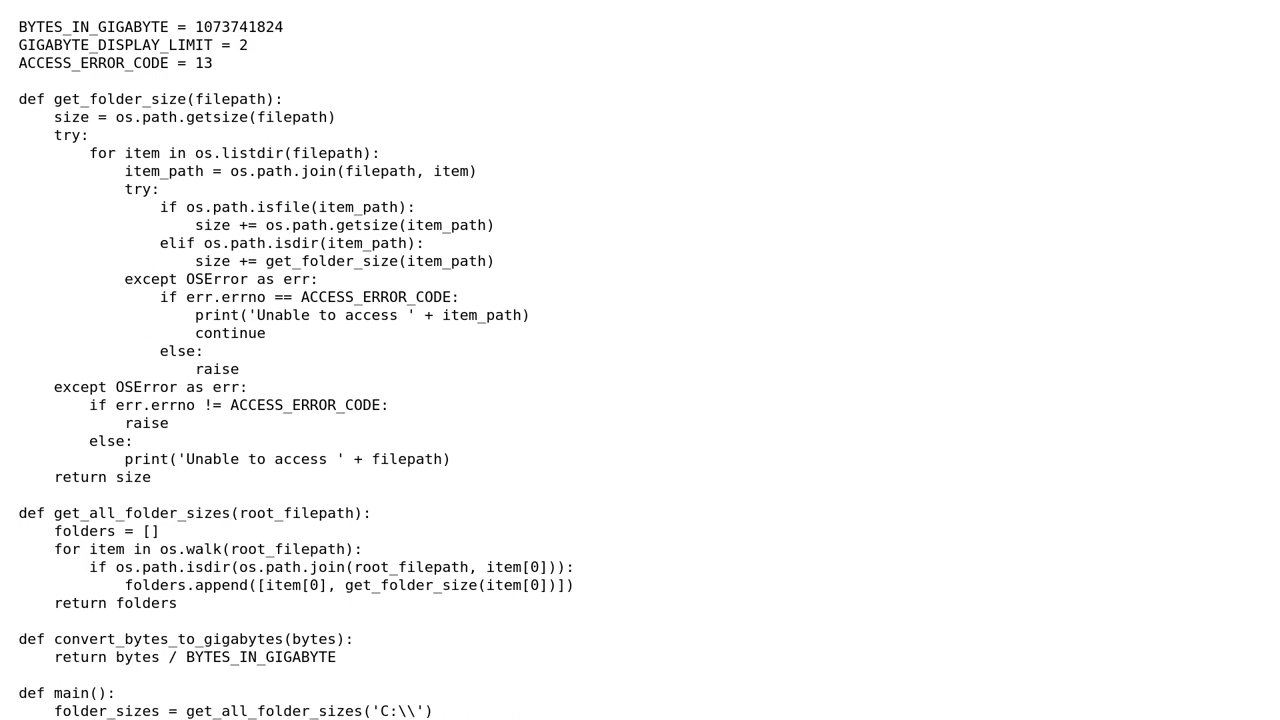 BYTES_IN_GIGABYTE = 1073741824
GIGABYTE_DISPLAY_LIMIT = 2
ACCESS_ERROR_CODE = 13

def get_folder_size(filepath):
    size = os.path.getsize(filepath)
    try:
        for item in os.listdir(filepath):
            item_path = os.path.join(filepath, item)
            try:
                if os.path.isfile(item_path):
                    size += os.path.getsize(item_path)
                elif os.path.isdir(item_path):
                    size += get_folder_size(item_path)
            except OSError as err:
                if err.errno == ACCESS_ERROR_CODE:
                    print('Unable to access ' + item_path)
                    continue
                else:
                    raise
    except OSError as err:
        if err.errno != ACCESS_ERROR_CODE:
            raise
        else:
            print('Unable to access ' + filepath)
    return size

def get_all_folder_sizes(root_filepath):
    folders = []
    for item in os.walk(root_filepath):
        if os.path.isdir(os.path.join(root_filepath, item[0])):
            folders.append([item[0], get_folder_size(item[0])])
    return folders

def convert_bytes_to_gigabytes(bytes):
    return bytes / BYTES_IN_GIGABYTE

def main():
    folder_sizes = get_all_folder_sizes('C:\\')